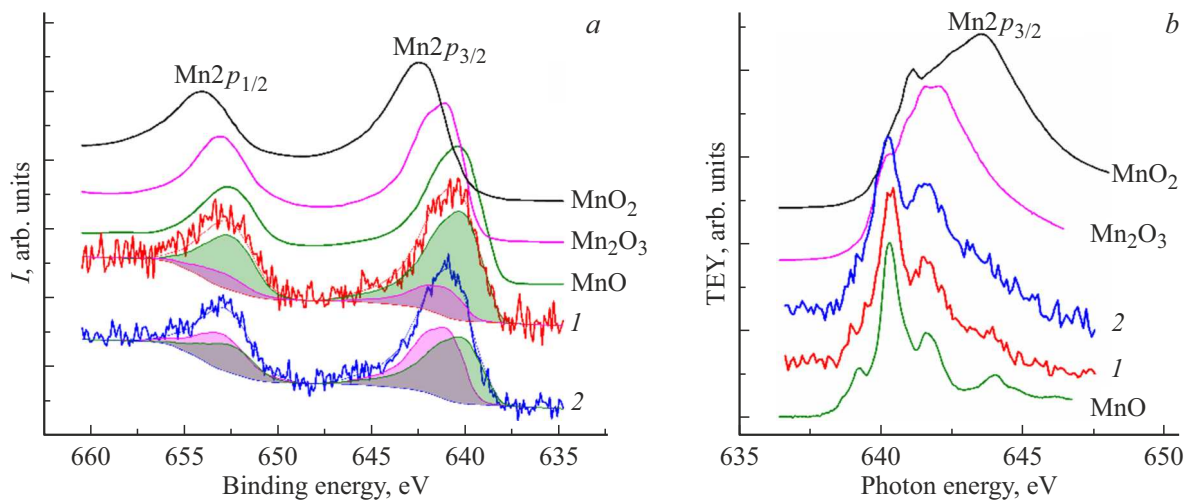 a
Mn2p1/2
Mn2p3/2
I, arb. units
MnO2
Mn2O3
MnO
1
2
660 655 650 645 640 635
Binding energy, eV
b
Mn2p3/2
TEY, arb. units
MnO2
Mn2O3
2
1
MnO
635 640 645 650
Photon energy, eV